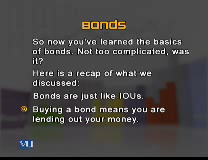 BONDS
So now you've learned the basics
of bonds. Not too complicated, was
it?
Here is a recap of what we
discussed:
Bonds are just like IOUs.
Buying a bond means you are
lending out your money.
VU